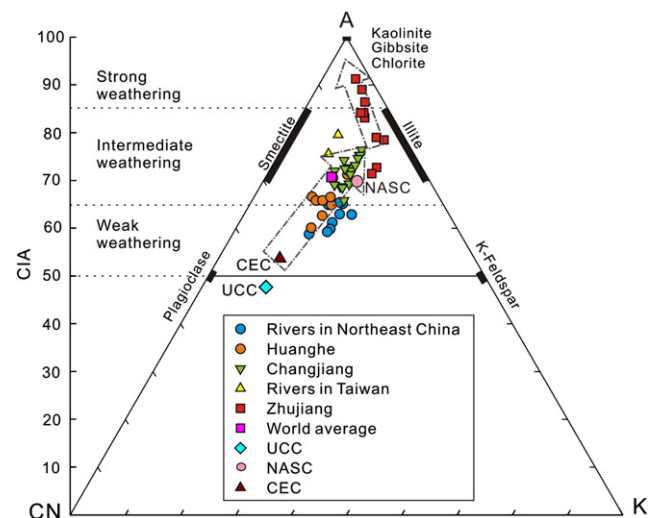 A
100
Kaolinite
Gibbsite
Chlorite
90
Strong
weathering
80
Intermediate
weathering
Smectite
Illite
70
NASC
60
Weak
weathering
CIA
CEC
50
Plagioclase
K-Feldspar
UCC
40
Rivers in Northeast China
Huanghe
30
Changjiang
Rivers in Taiwan
Zhujiang
20
World average
UCC
10
NASC
CEC
CN
K